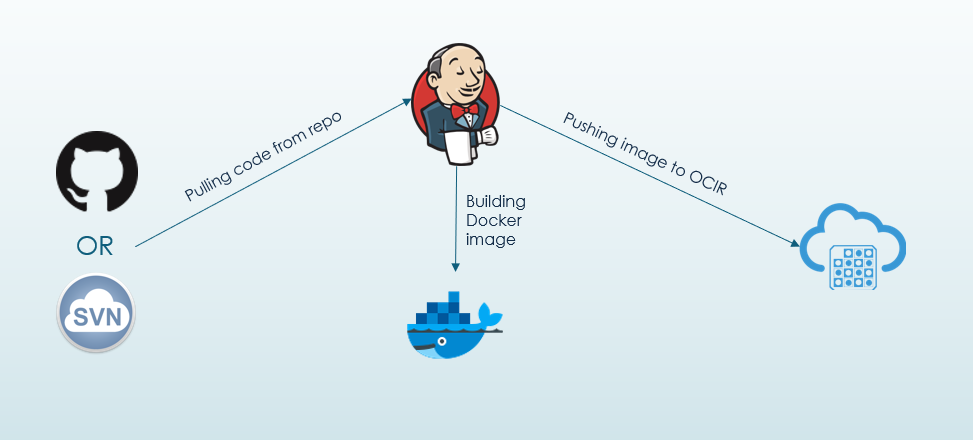 Pulling code from repo
Pushing image to OCIR
Building
Docker
image
OR
SVN